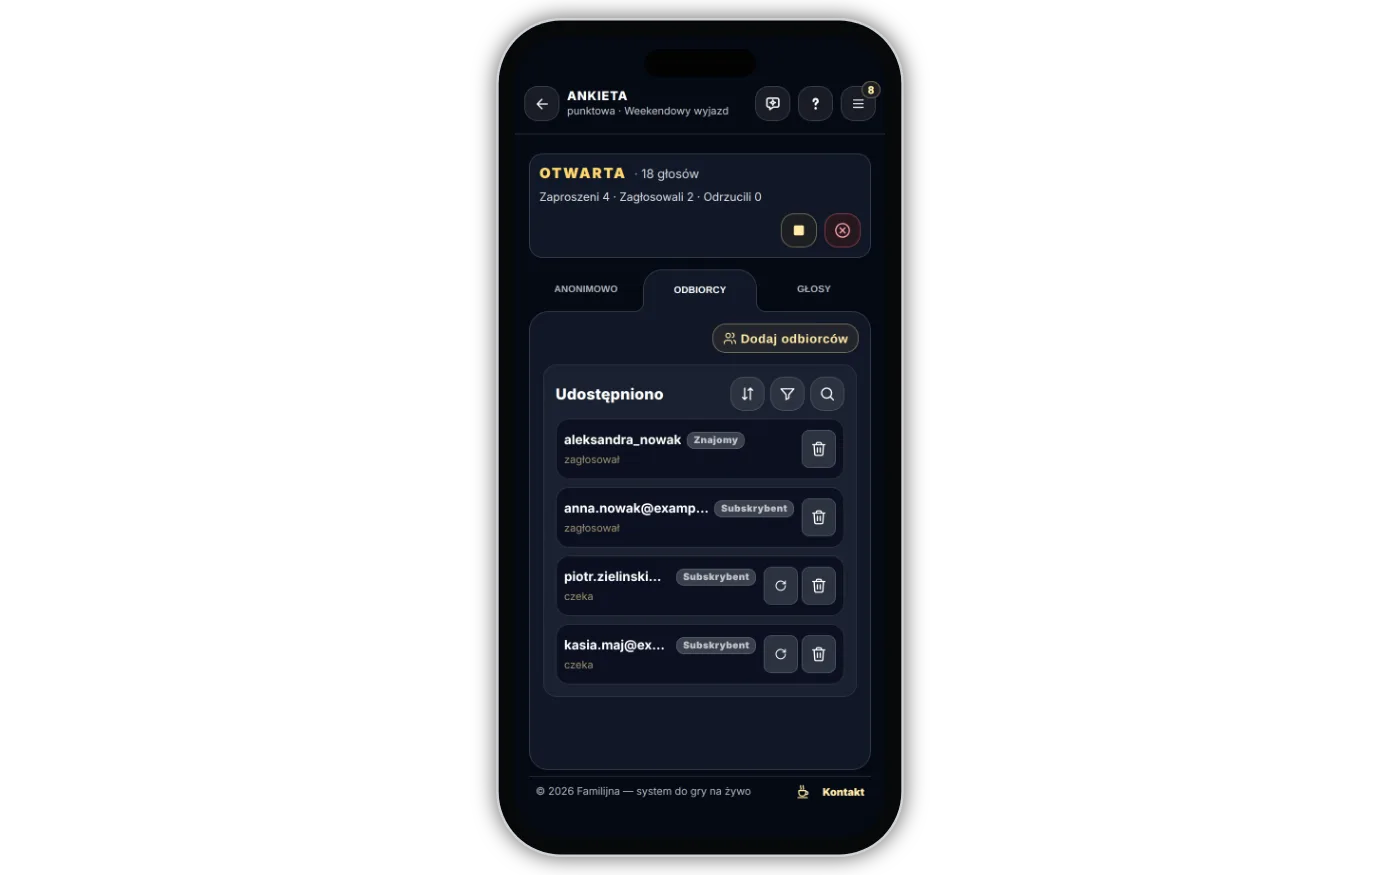 ANKIETA
punktowa · Weekendowy wyjazd
?
8
OTWARTA · 18 głosów
Zaproszeni 4 · Zagłosowali 2 · Odrzucili 0
ANONIMOWO
ODBIORCY
GŁOSY
Dodaj odbiorców
Udostępniono
aleksandra_nowak Znajomy
zagłosował
anna.nowak@examp... Subskrybent
zagłosował
piotr.zielinski... Subskrybent
czeka
kasia.maj@ex... Subskrybent
czeka
© 2026 Familijna — system do gry na żywo
Kontakt